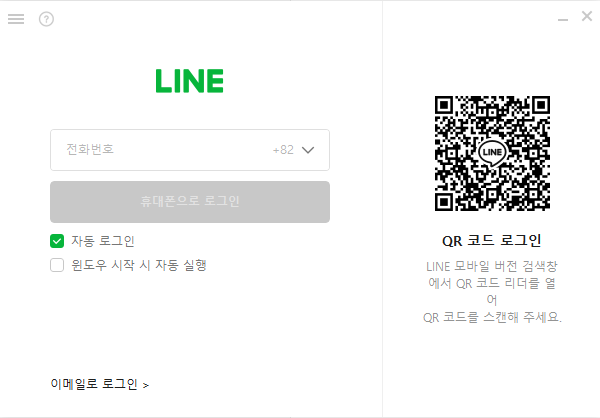 LINE
전화번호 +82
휴대폰으로 로그인
자동 로그인
윈도우 시작 시 자동 실행
이메일로 로그인 >
LINE
QR 코드 로그인
LINE 모바일 버전 검색창
에서 QR 코드 리더를 열
어
QR 코드를 스캔해 주세요.